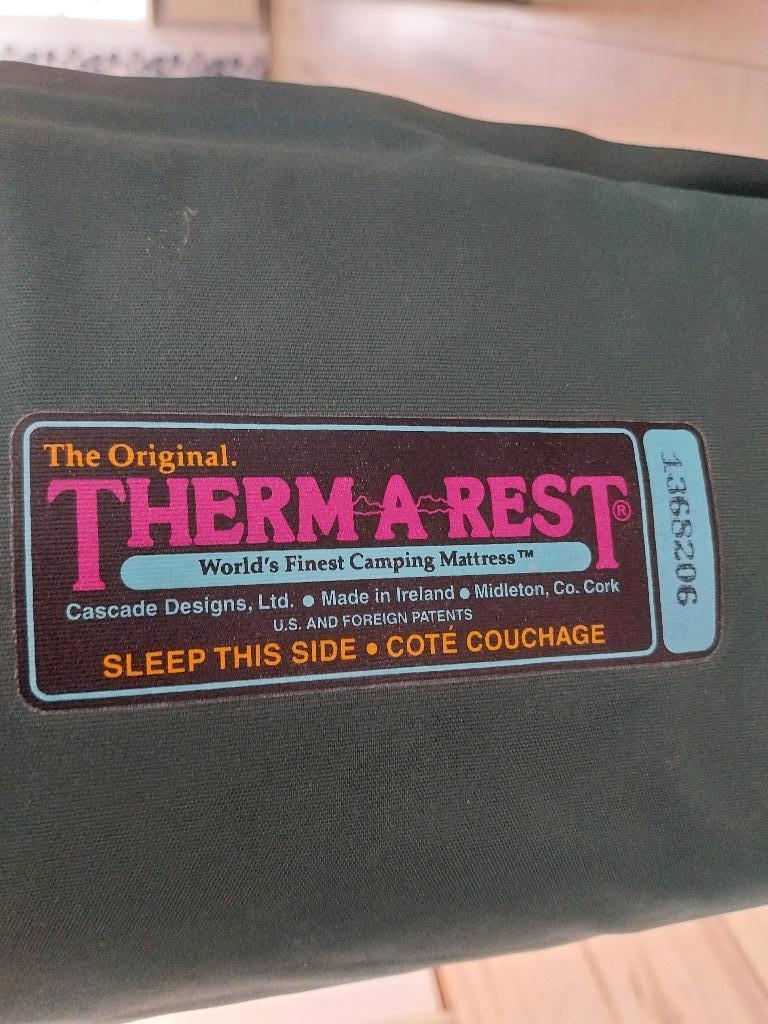 The Original.
THERM-A-REST®
World's Finest Camping Mattress™
Cascade Designs, Ltd. ● Made in Ireland ● Midleton, Co. Cork
U.S. AND FOREIGN PATENTS
SLEEP THIS SIDE ● COTÉ COUCHAGE
1368206